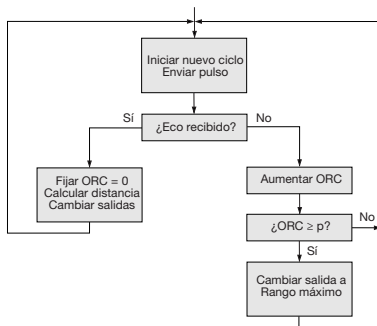 Iniciar nuevo ciclo
Enviar pulso
Sí
¿Eco recibido?
No
Fijar ORC = 0
Calcular distancia
Cambiar salidas
Aumentar ORC
¿ORC ≥ p?
No
Sí
Cambiar salida a
Rango máximo